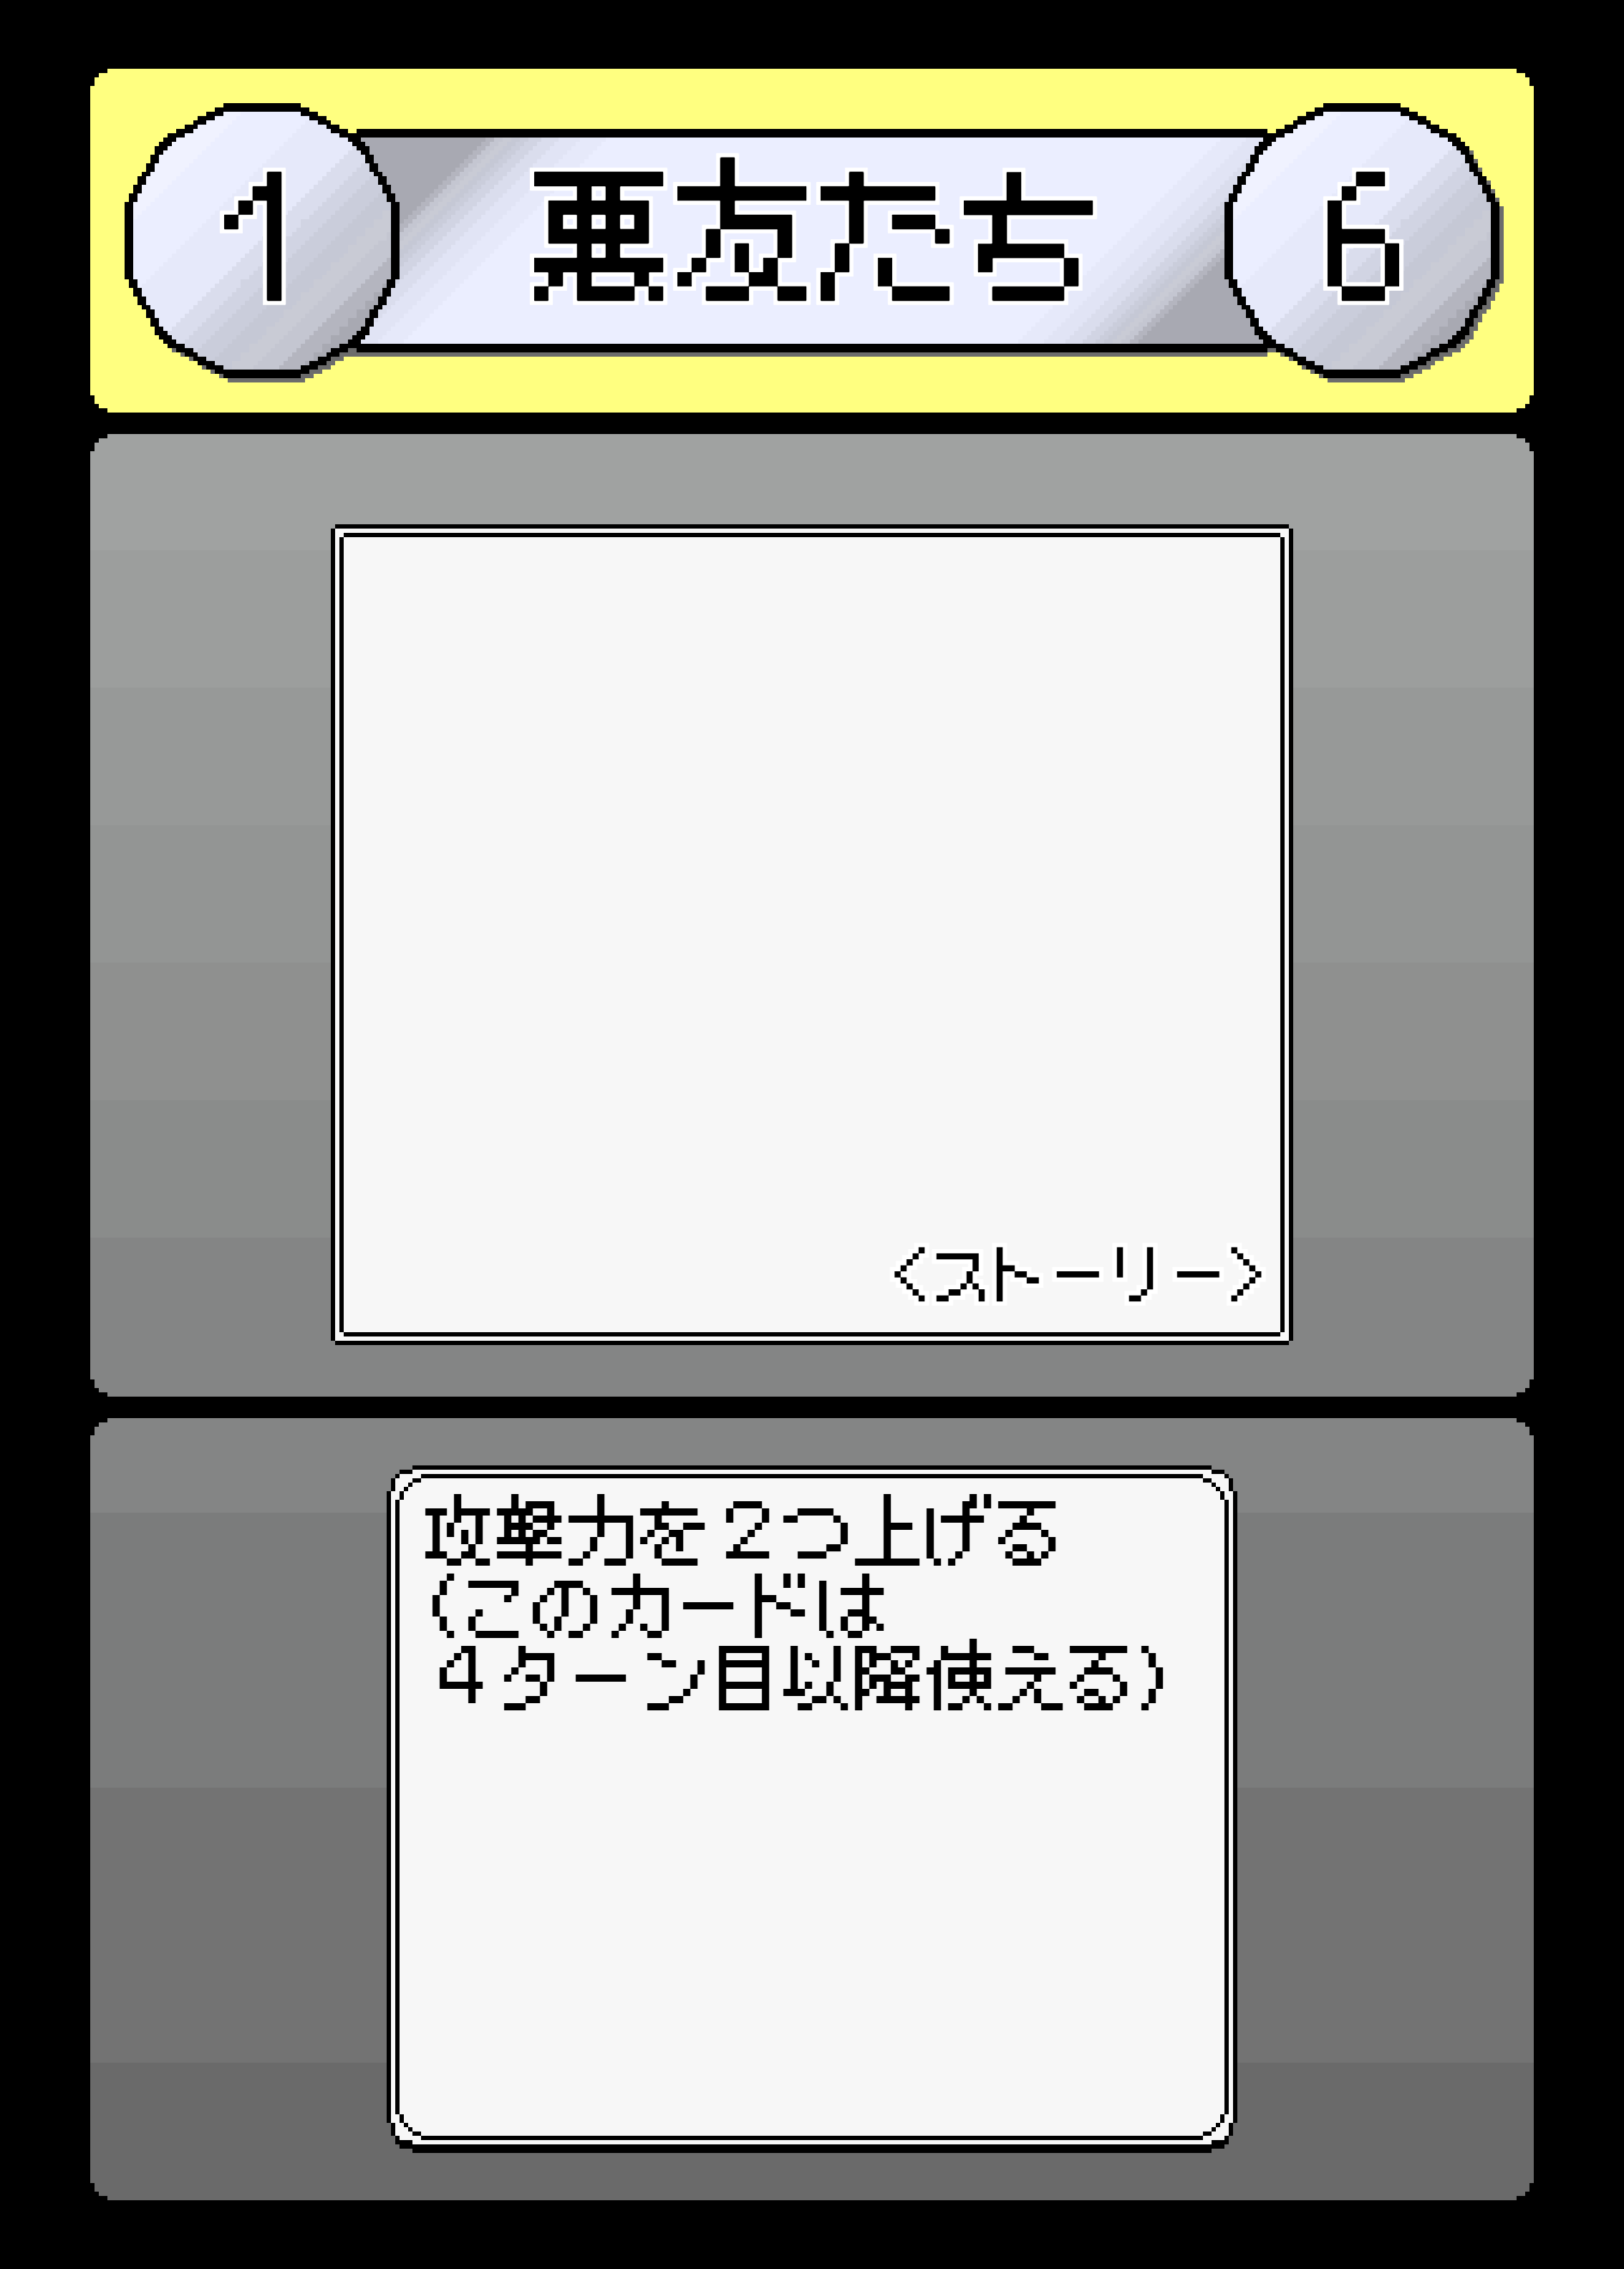 1 悪友たち 6
<ストーリー>
攻撃力を２つ上げる
(このカードは
４ターン目以降使える)